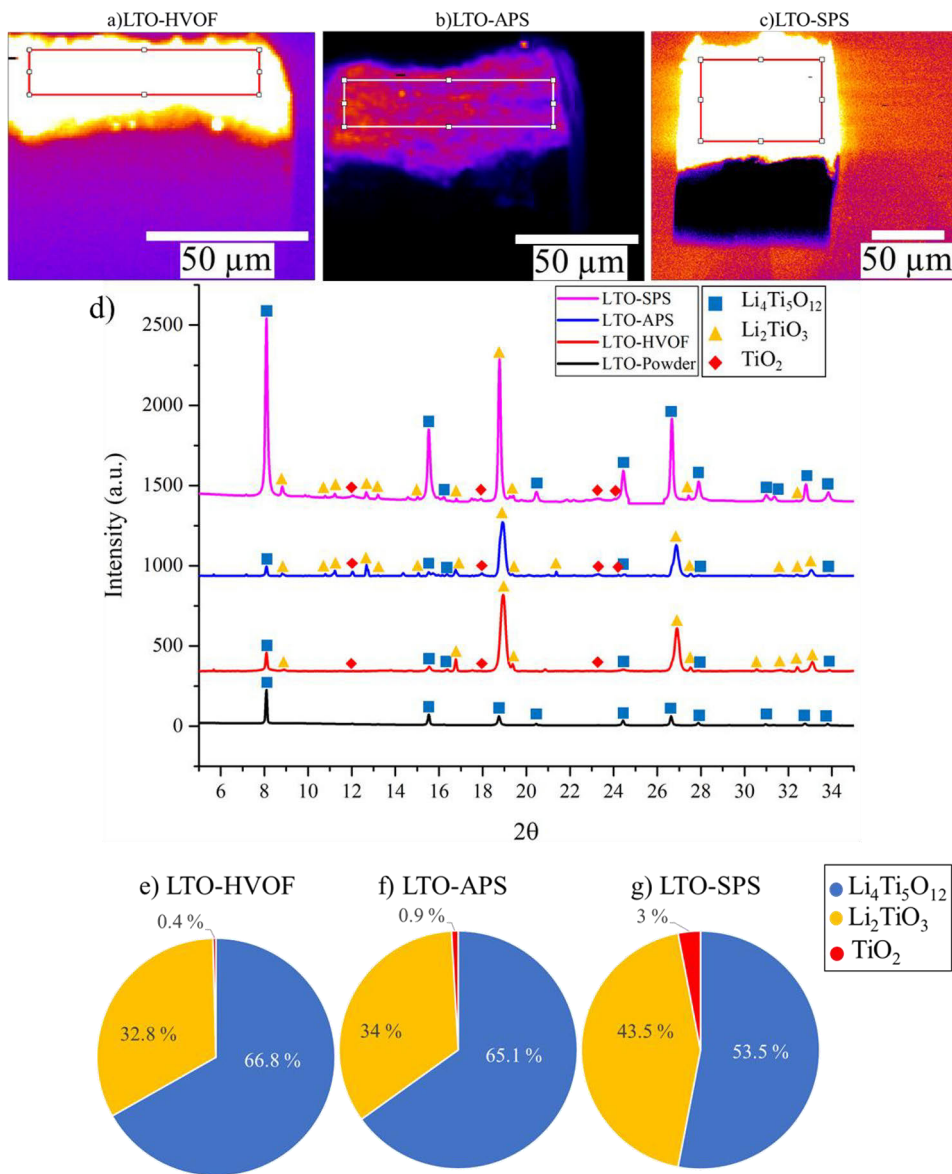 a)LTO-HVOF
b)LTO-APS
c)LTO-SPS
50 µm
50 µm
50 µm
d)
LTO-SPS
LTO-APS
LTO-HVOF
LTO-Powder
Li₄Ti₅O₁₂
Li₂TiO₃
TiO₂
Intensity (a.u.)
2500
2000
1500
1000
500
0
6 8 10 12 14 16 18 20 22 24 26 28 30 32 34
2θ
e) LTO-HVOF
f) LTO-APS
g) LTO-SPS
Li₄Ti₅O₁₂
Li₂TiO₃
TiO₂
0.4 %
32.8 %
66.8 %
0.9 %
34 %
65.1 %
3 %
43.5 %
53.5 %